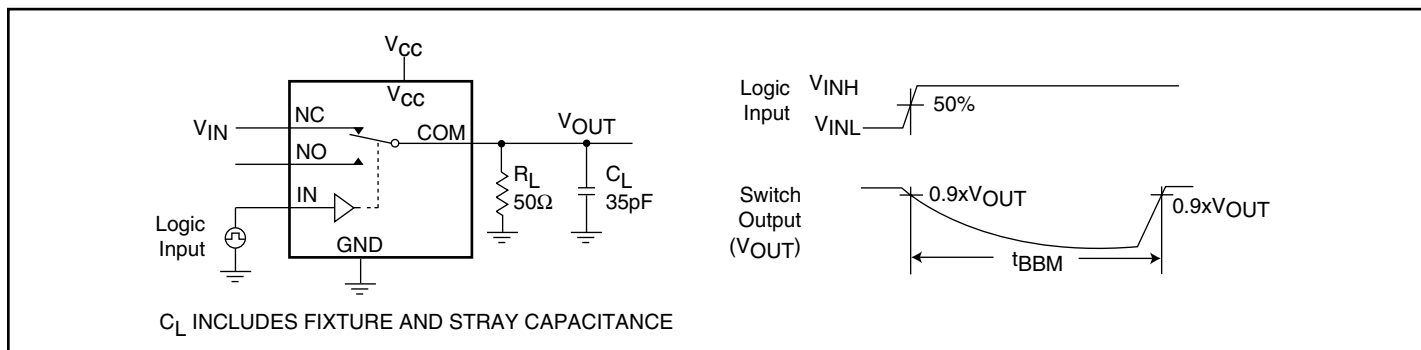 VCC
VCC
VIN
NC
NO
IN
COM
GND
VOUT
RL
50Ω
CL
35pF
Logic
Input
CL INCLUDES FIXTURE AND STRAY CAPACITANCE
Logic
Input
VINH
VINL
50%
Switch
Output
(VOUT)
0.9xVOUT
0.9xVOUT
tBBM